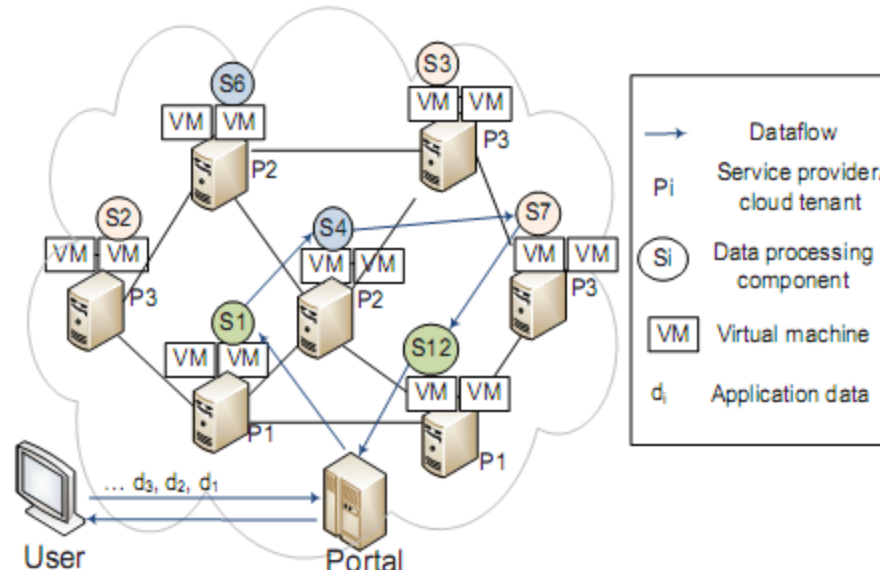 S3
S6
VM VM
VM VM
P3
P2
Dataflow
Pi
Service provider/
cloud tenant
S2
S4
S7
VM VM
VM VM
VM VM
Si
Data processing
component
P3
P2
P3
S1
S12
VM
Virtual machine
VM VM
VM VM
di
Application data
P1
P1
... d3, d2, d1
User
Portal